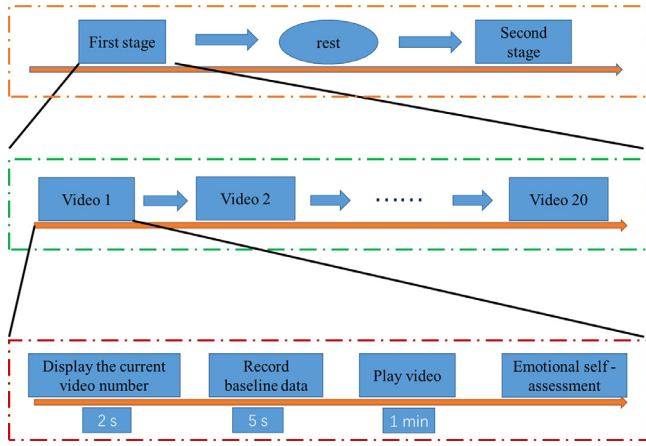 First stage
rest
Second
stage
Video 1
Video 2
……
Video 20
Display the current
video number
Record
baseline data
Play video
Emotional self -
assessment
2 s
5 s
1 min